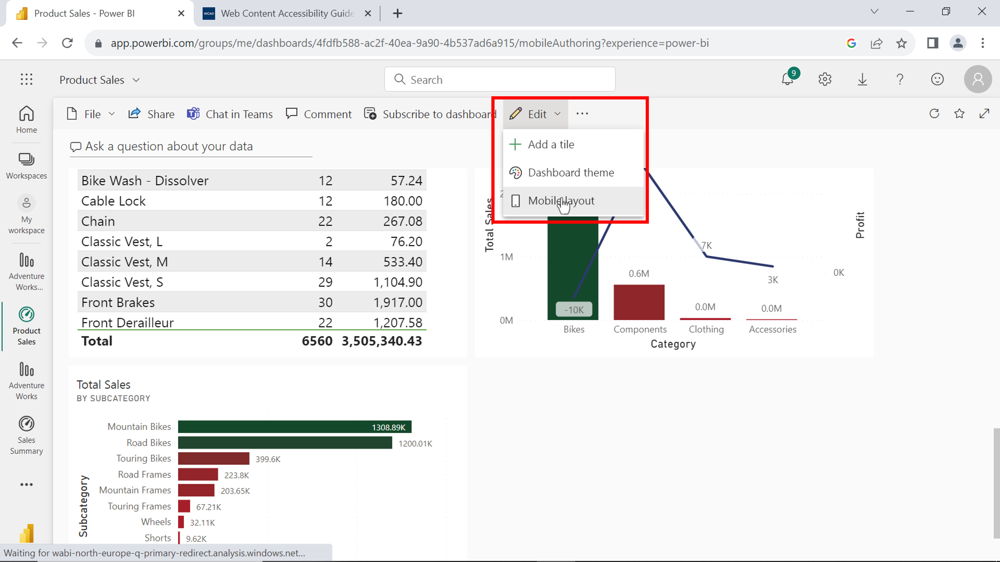 Product Sales - Power BI
WCAG Web Content Accessibility Guide
app.powerbi.com/groups/me/dashboards/4fdfb588-ac2f-40ea-9a90-4b537ad6a915/mobileAuthoring?experience=power-bi
Product Sales
Search
9
File
Share
Chat in Teams
Comment
Subscribe to dashboard
Edit
Add a tile
Dashboard theme
Mobile layout
Home
Workspaces
My
workspace
Adventure
Works...
Product
Sales
Adventure
Works
Sales
Summary
Ask a question about your data
Bike Wash - Dissolver 12 57.24
Cable Lock 12 180.00
Chain 22 267.08
Classic Vest, L 2 76.20
Classic Vest, M 14 533.40
Classic Vest, S 29 1,104.90
Front Brakes 30 1,917.00
Front Derailleur 22 1,207.58
Total 6560 3,505,340.43
Total Sales
Profit
1M
0M
7K
3K
0K
-10K
0.6M
0.0M
0.0M
Bikes Components Clothing Accessories
Category
Total Sales
BY SUBCATEGORY
Subcategory
Mountain Bikes 1308.89K
Road Bikes 1200.01K
Touring Bikes 399.6K
Road Frames 223.8K
Mountain Frames 203.65K
Touring Frames 67.21K
Wheels 32.11K
Shorts 9.62K
Waiting for wabi-north-europe-q-primary-redirect.analysis.windows.net...